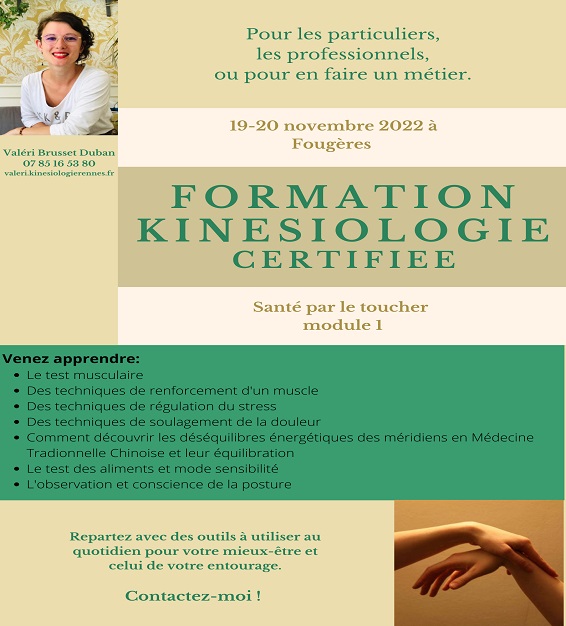 Pour les particuliers,
les professionnels,
ou pour en faire un métier.
19-20 novembre 2022 à
Fougères
Valéri Brusset Duban
07 85 16 53 80
valeri.kinesiologierennes.fr
FORMATION
KINESIOLOGIE
CERTIFIEE
Santé par le toucher
module 1
Venez apprendre:
• Le test musculaire
• Des techniques de renforcement d'un muscle
• Des techniques de régulation du stress
• Des techniques de soulagement de la douleur
• Comment découvrir les déséquilibres énergétiques des méridiens en Médecine
Tradionnelle Chinoise et leur équilibration
• Le test des aliments et mode sensibilité
• L'observation et conscience de la posture
Repartez avec des outils à utiliser au
quotidien pour votre mieux-être et
celui de votre entourage.
Contactez-moi !